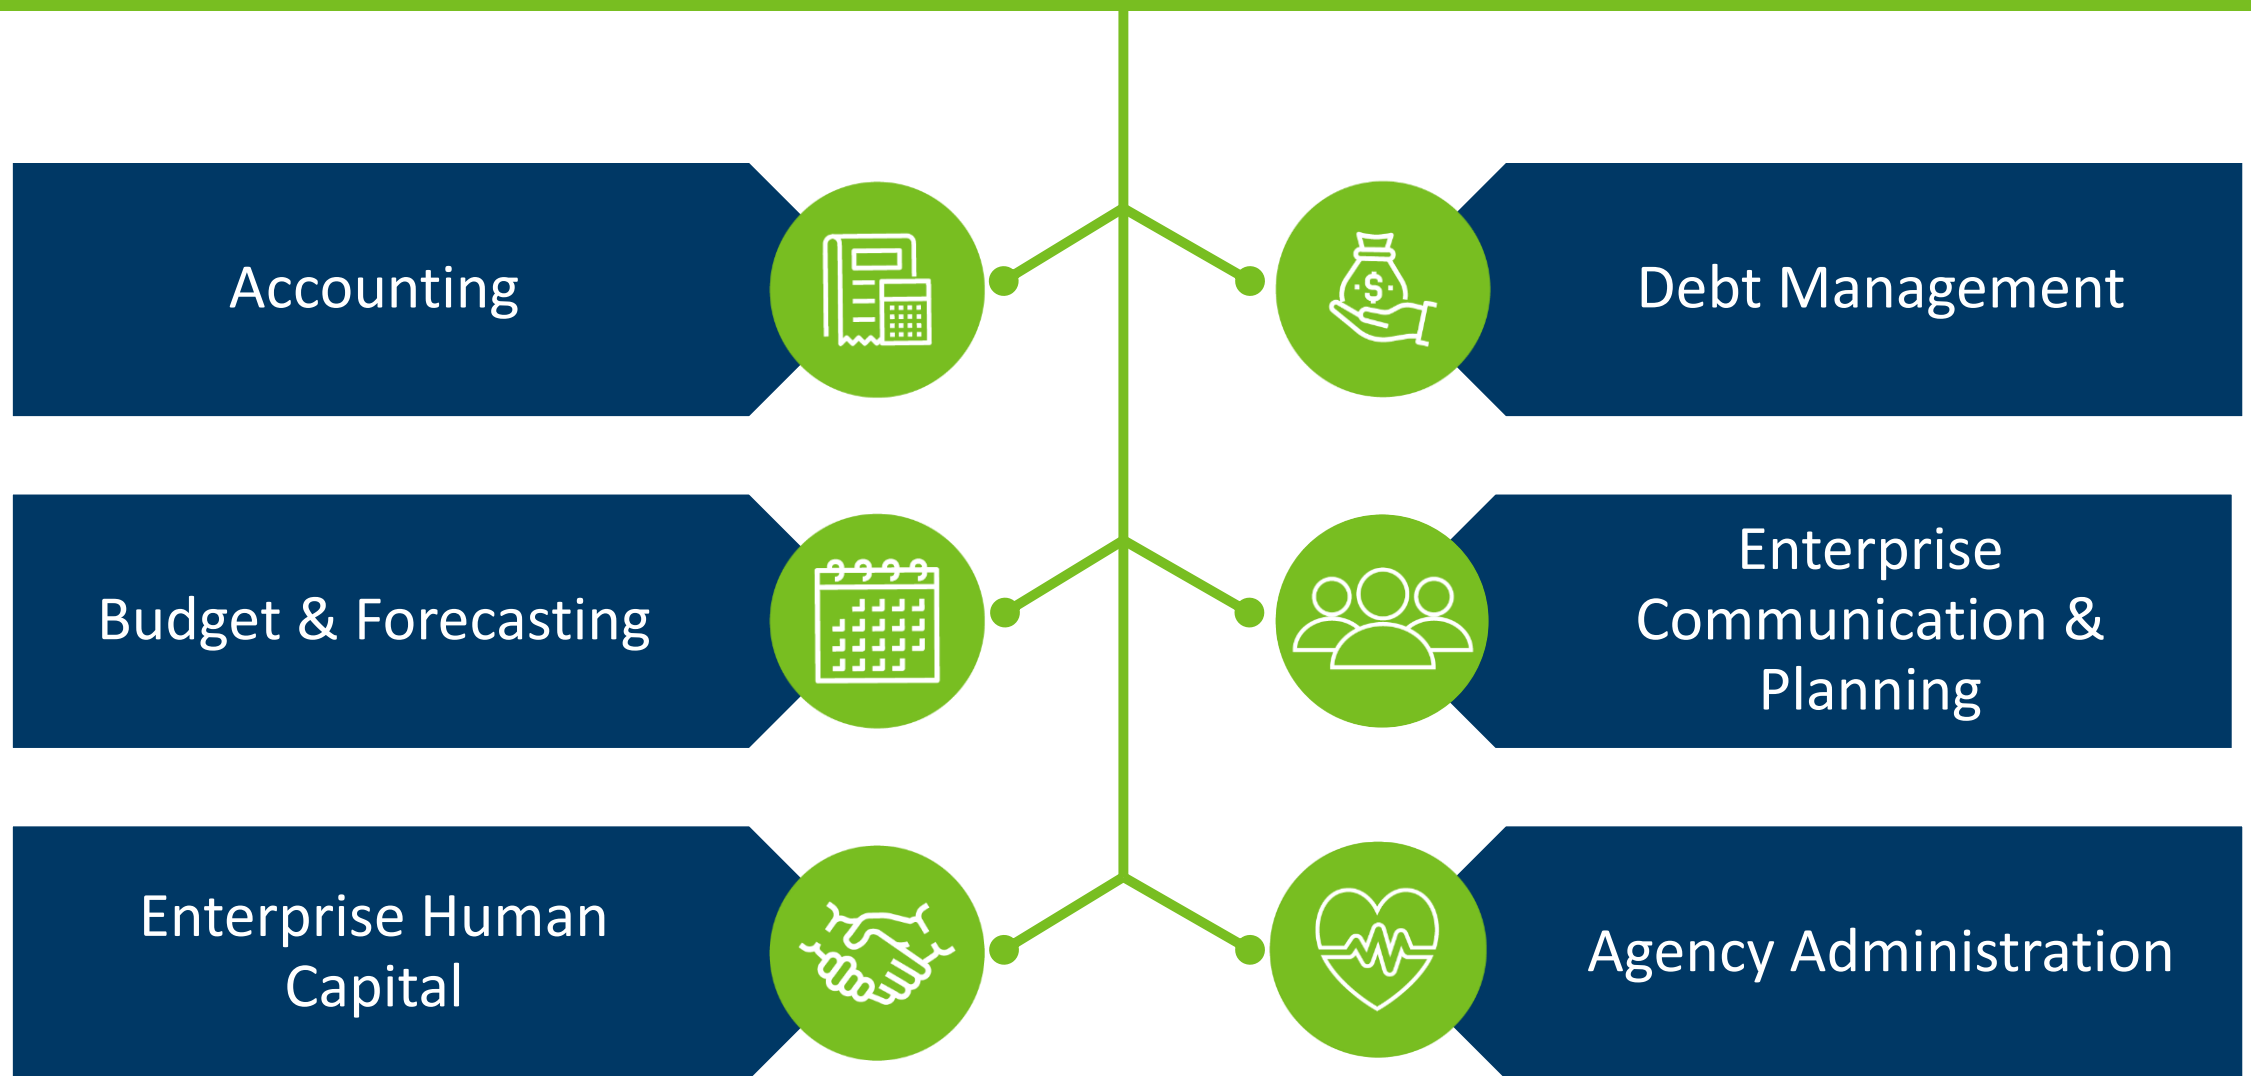 Accounting
Debt Management
Budget & Forecasting
Enterprise
Communication &
Planning
Enterprise Human
Capital
Agency Administration